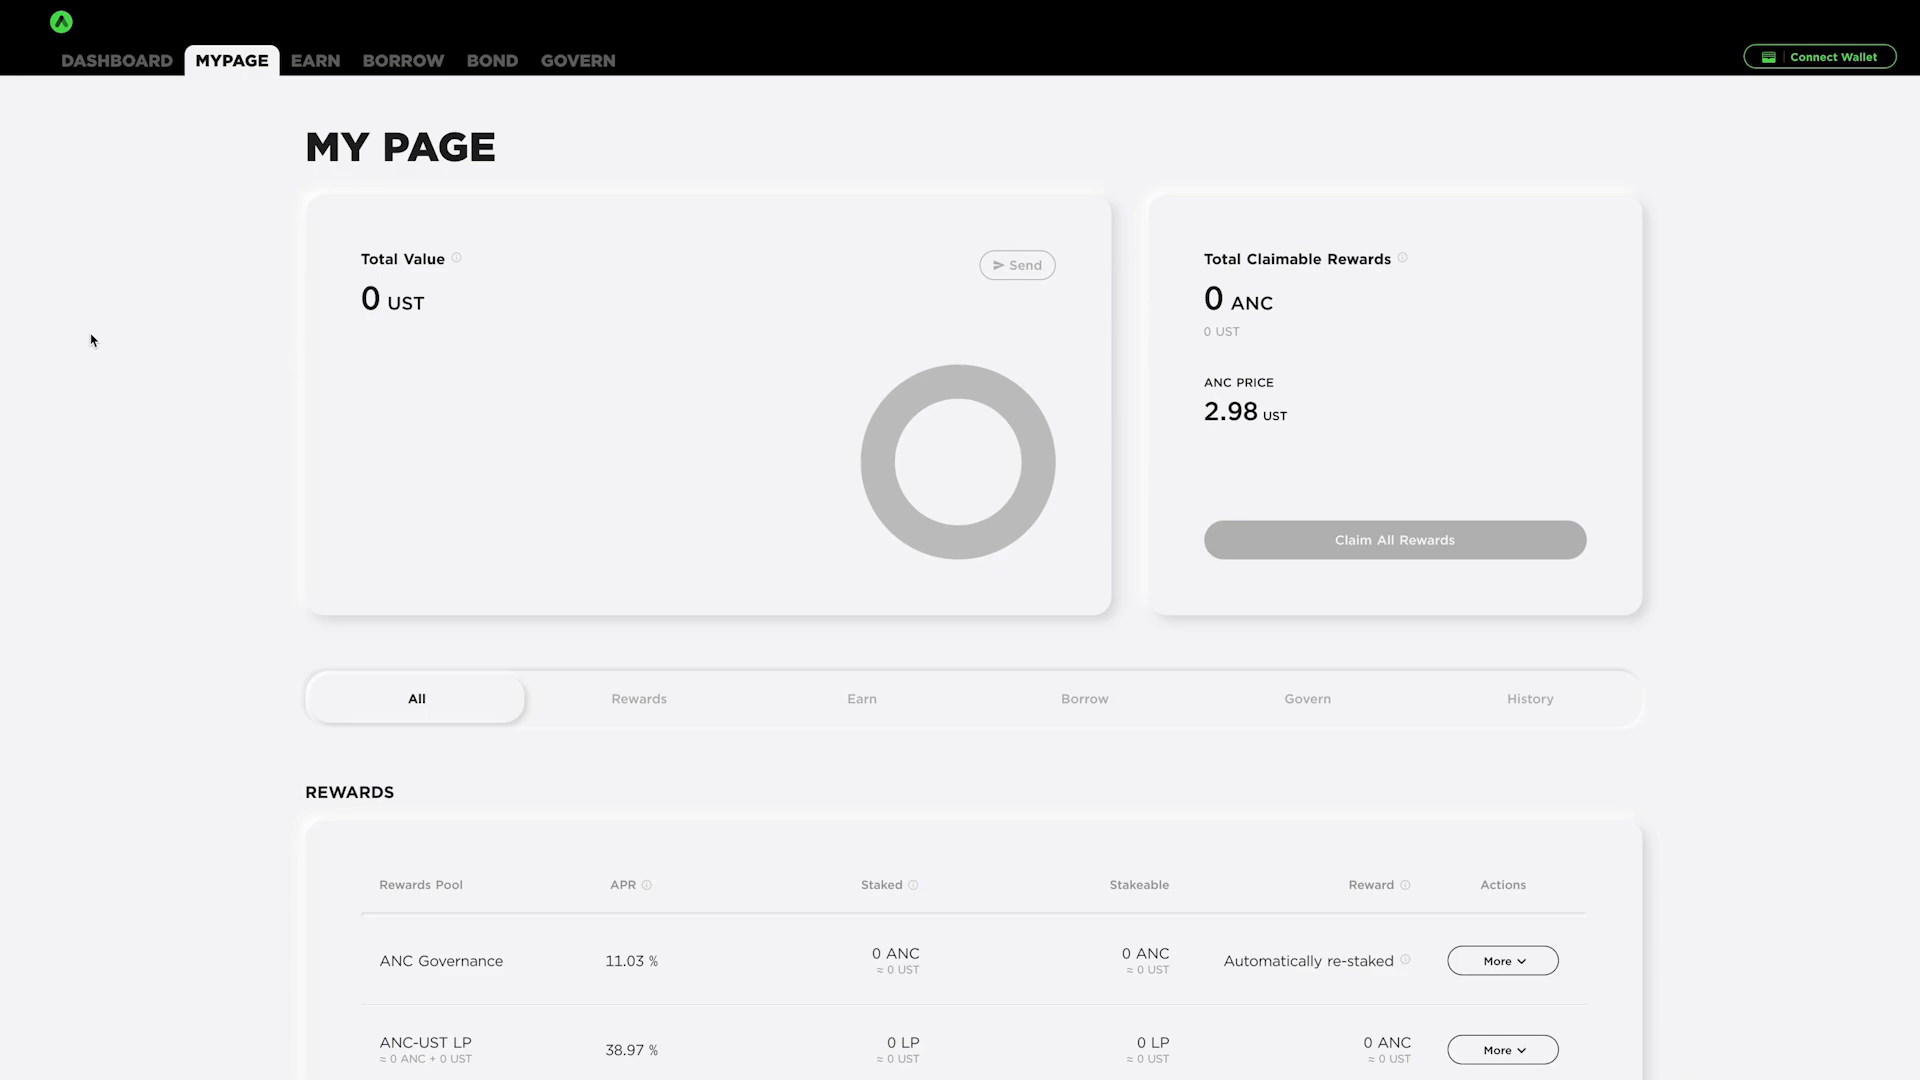 DASHBOARD MYPAGE EARN BORROW BOND GOVERN
Connect Wallet
MY PAGE
Total Value
0 UST
Send
Total Claimable Rewards
0 ANC
0 UST
ANC PRICE
2.98 UST
Claim All Rewards
All Rewards Earn Borrow Govern History
REWARDS
Rewards Pool APR Staked Stakeable Reward Actions
ANC Governance 11.03 % 0 ANC 0 ANC Automatically re-staked More
≈ 0 UST ≈ 0 UST
ANC-UST LP 38.97 % 0 LP 0 LP 0 ANC More
≈ 0 ANC + 0 UST ≈ 0 UST ≈ 0 UST ≈ 0 UST